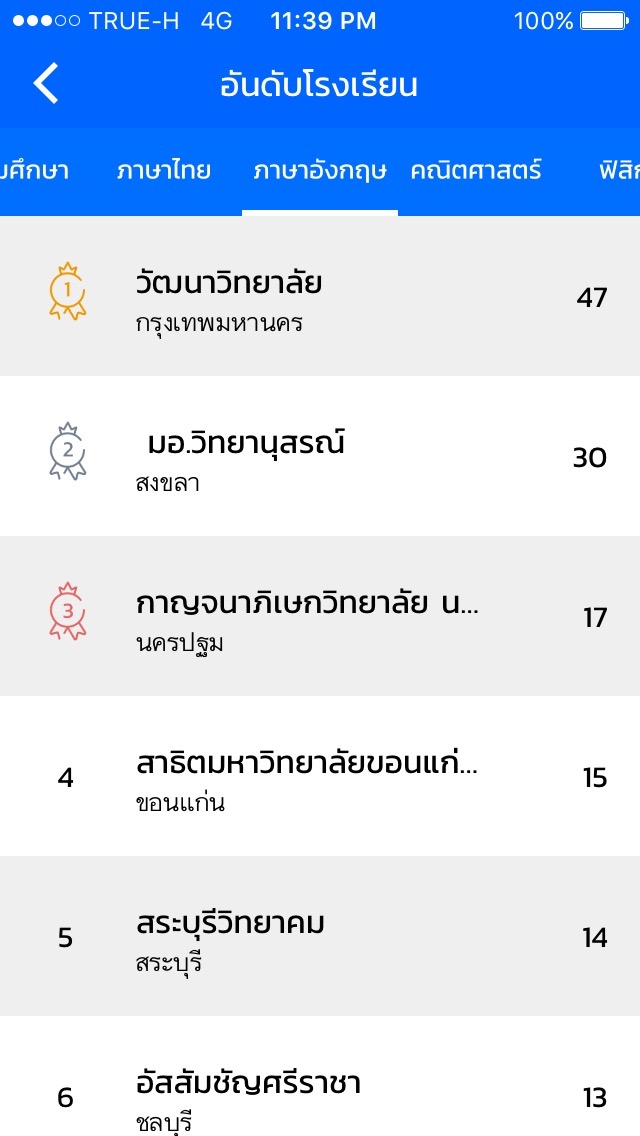 TRUE-H 4G 11:39 PM 100%
อันดับโรงเรียน
มศึกษา ภาษาไทย ภาษาอังกฤษ คณิตศาสตร์ ฟิสิก
1 วัฒนาวิทยาลัย 47
กรุงเทพมหานคร
2 มอ.วิทยานุสรณ์ 30
สงขลา
3 กาญจนาภิเษกวิทยาลัย น... 17
นครปฐม
4 สาธิตมหาวิทยาลัยขอนแก่... 15
ขอนแก่น
5 สระบุรีวิทยาคม 14
สระบุรี
6 อัสสัมชัญศรีราชา 13
ชลบุรี